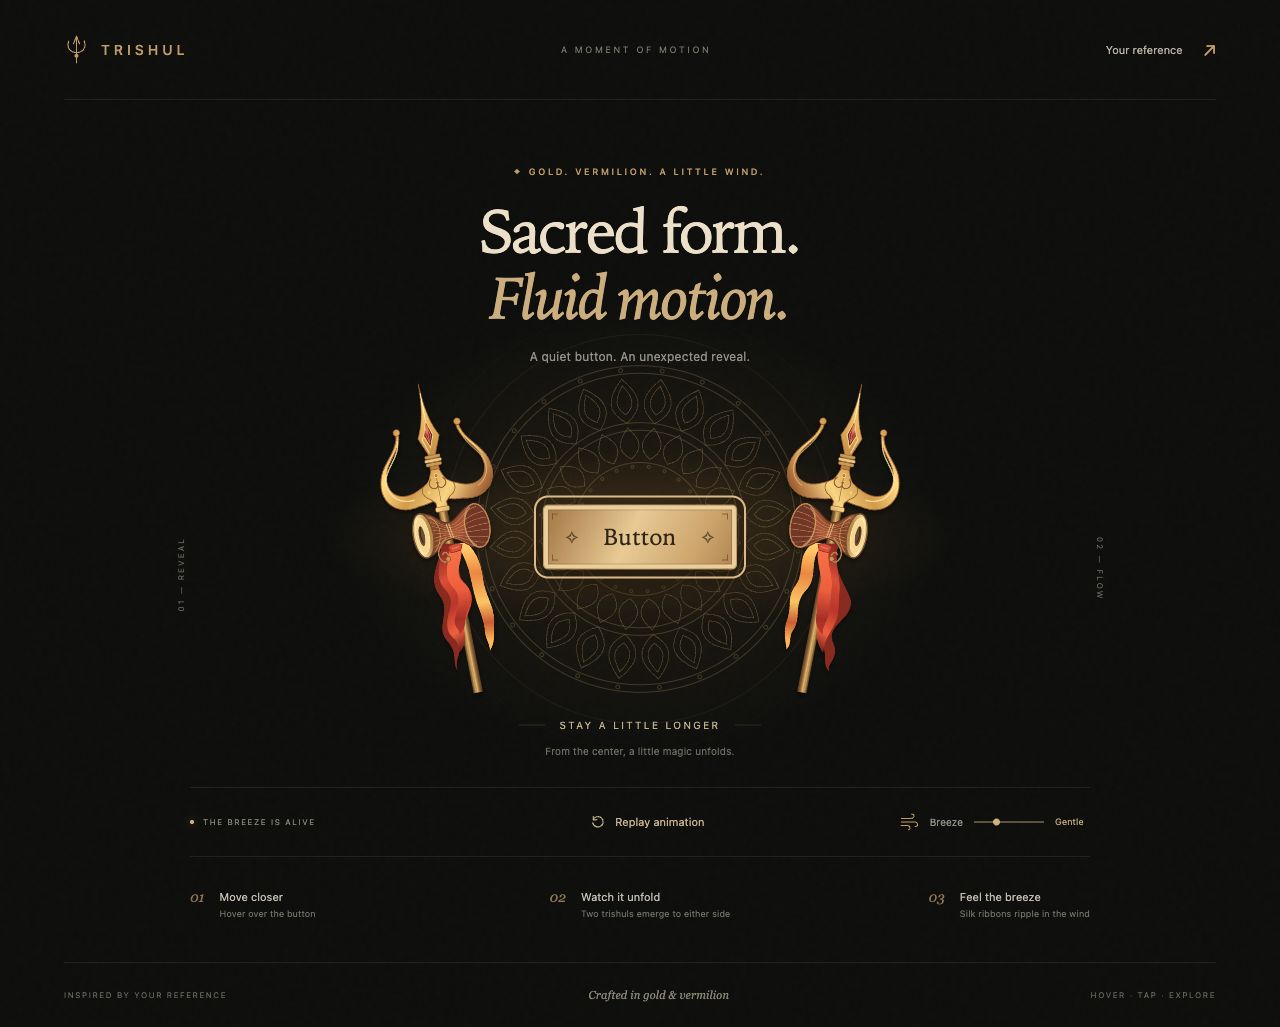 TRISHUL
A MOMENT OF MOTION
Your reference
GOLD. VERMILION. A LITTLE WIND.
Sacred form.
Fluid motion.
A quiet button. An unexpected reveal.
Button
01 — REVEAL
02 — FLOW
STAY A LITTLE LONGER
From the center, a little magic unfolds.
THE BREEZE IS ALIVE
Replay animation
Breeze
Gentle
01 Move closer
Hover over the button
02 Watch it unfold
Two trishuls emerge to either side
03 Feel the breeze
Silk ribbons ripple in the wind
INSPIRED BY YOUR REFERENCE
Crafted in gold & vermilion
HOVER · TAP · EXPLORE